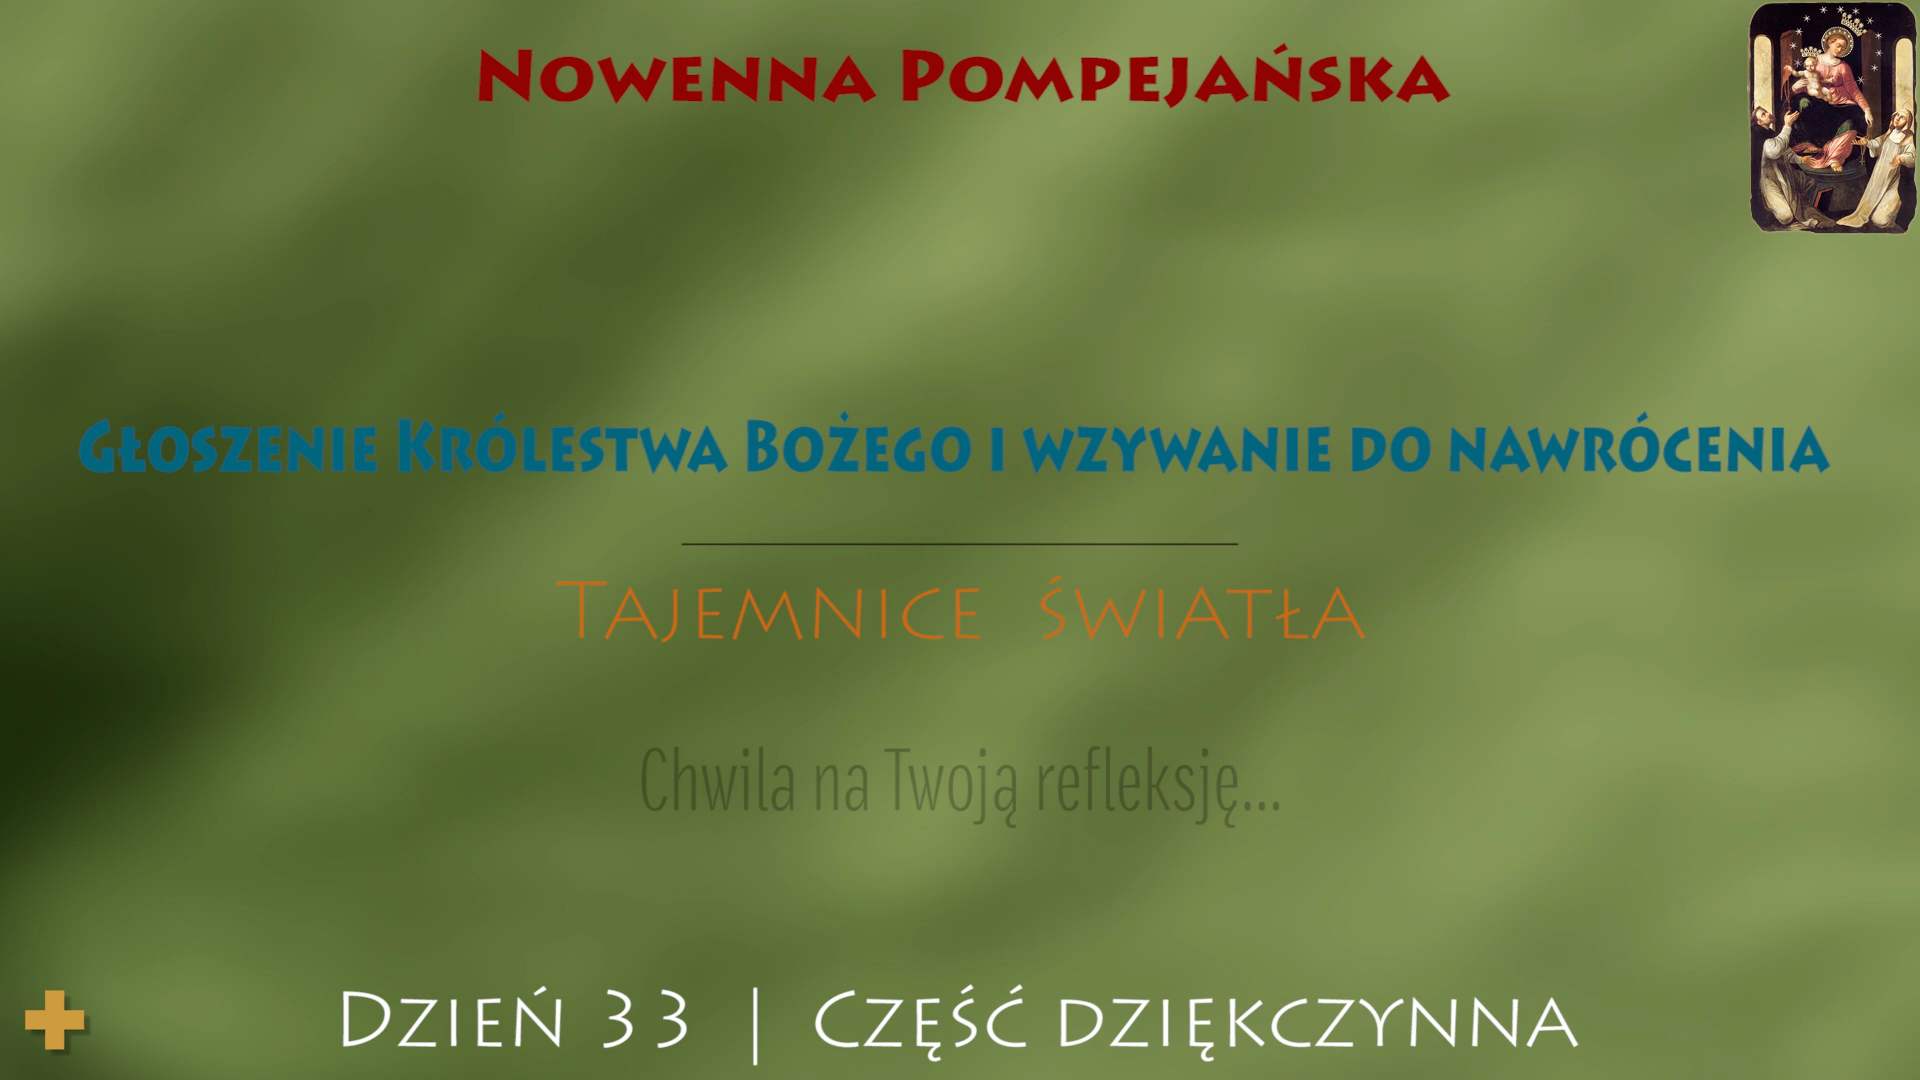 Nowenna Pompejańska
Głoszenie Królestwa Bożego i wzywanie do nawrócenia
Tajemnice światła
Chwila na Twoją refleksję...
Dzień 33 | Część dziękczynna